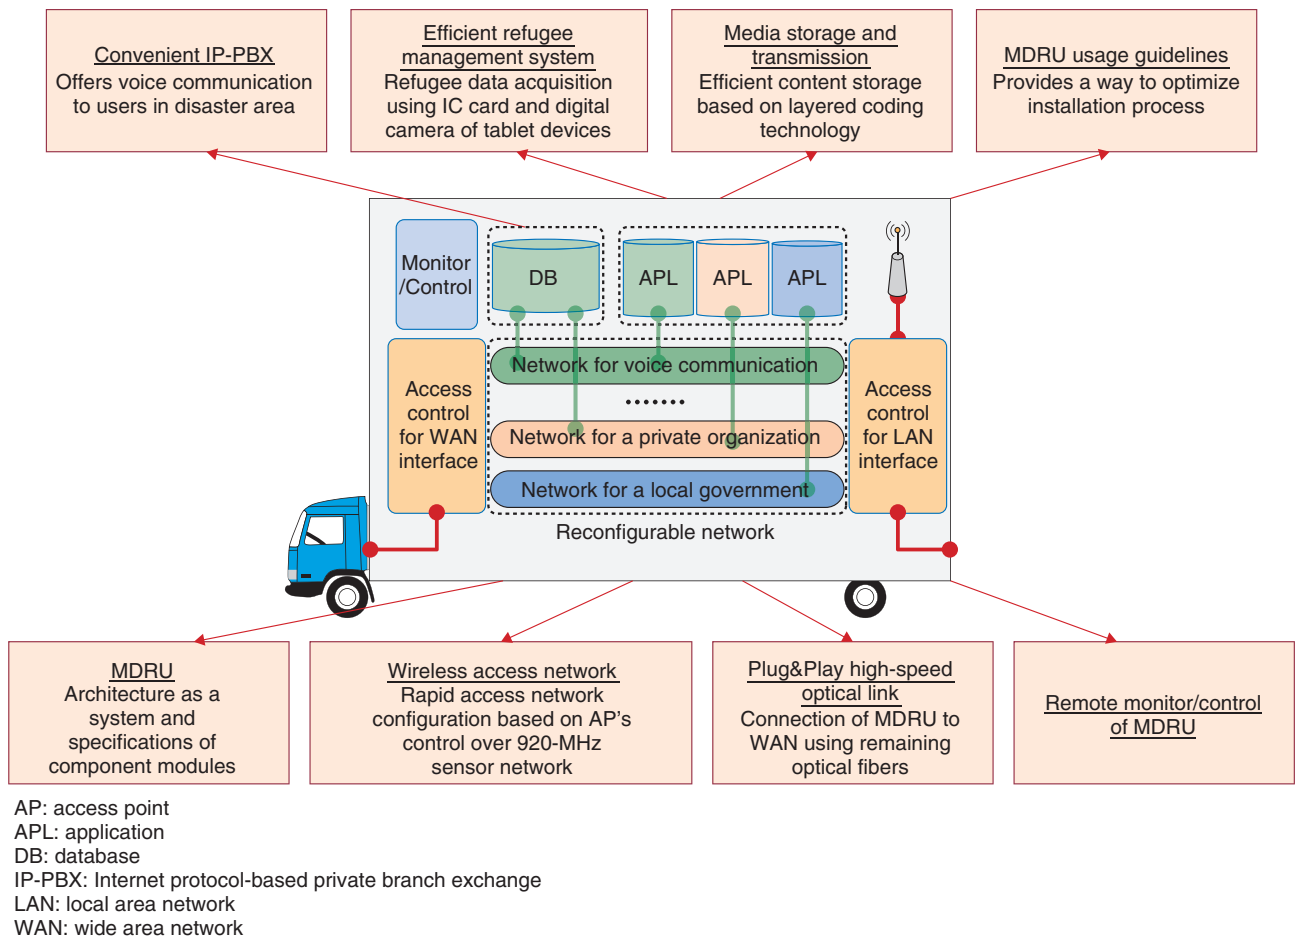 Convenient IP-PBX
Offers voice communication
to users in disaster area
Efficient refugee
management system
Refugee data acquisition
using IC card and digital
camera of tablet devices
Media storage and
transmission
Efficient content storage
based on layered coding
technology
MDRU usage guidelines
Provides a way to optimize
installation process
Monitor
/Control
DB
APL
APL
APL
Access
control
for WAN
interface
Network for voice communication
.......
Network for a private organization
Network for a local government
Reconfigurable network
Access
control
for LAN
interface
MDRU
Architecture as a
system and
specifications of
component modules
Wireless access network
Rapid access network
configuration based on AP's
control over 920-MHz
sensor network
Plug&Play high-speed
optical link
Connection of MDRU to
WAN using remaining
optical fibers
Remote monitor/control
of MDRU
AP: access point
APL: application
DB: database
IP-PBX: Internet protocol-based private branch exchange
LAN: local area network
WAN: wide area network